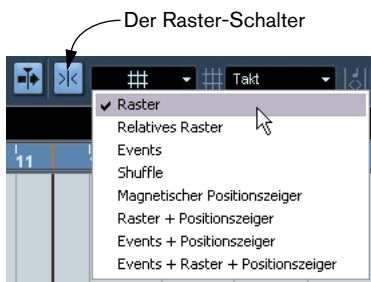 Der Raster-Schalter
Takt
Raster
Relatives Raster
11
Events
Shuffle
Magnetischer Positionszeiger
Raster + Positionszeiger
Events + Positionszeiger
Events + Raster + Positionszeiger